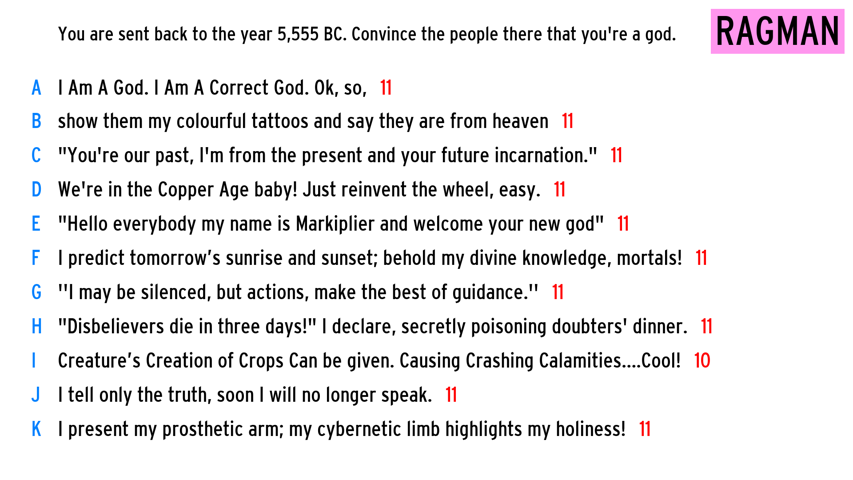 You are sent back to the year 5,555 BC. Convince the people there that you're a god.
RAGMAN
A I Am A God. I Am A Correct God. Ok, so, 11
B show them my colourful tattoos and say they are from heaven 11
C "You're our past, I'm from the present and your future incarnation." 11
D We're in the Copper Age baby! Just reinvent the wheel, easy. 11
E "Hello everybody my name is Markiplier and welcome your new god" 11
F I predict tomorrow’s sunrise and sunset; behold my divine knowledge, mortals! 11
G ''I may be silenced, but actions, make the best of guidance.'' 11
H "Disbelievers die in three days!" I declare, secretly poisoning doubters' dinner. 11
I Creature’s Creation of Crops Can be given. Causing Crashing Calamities....Cool! 10
J I tell only the truth, soon I will no longer speak. 11
K I present my prosthetic arm; my cybernetic limb highlights my holiness! 11